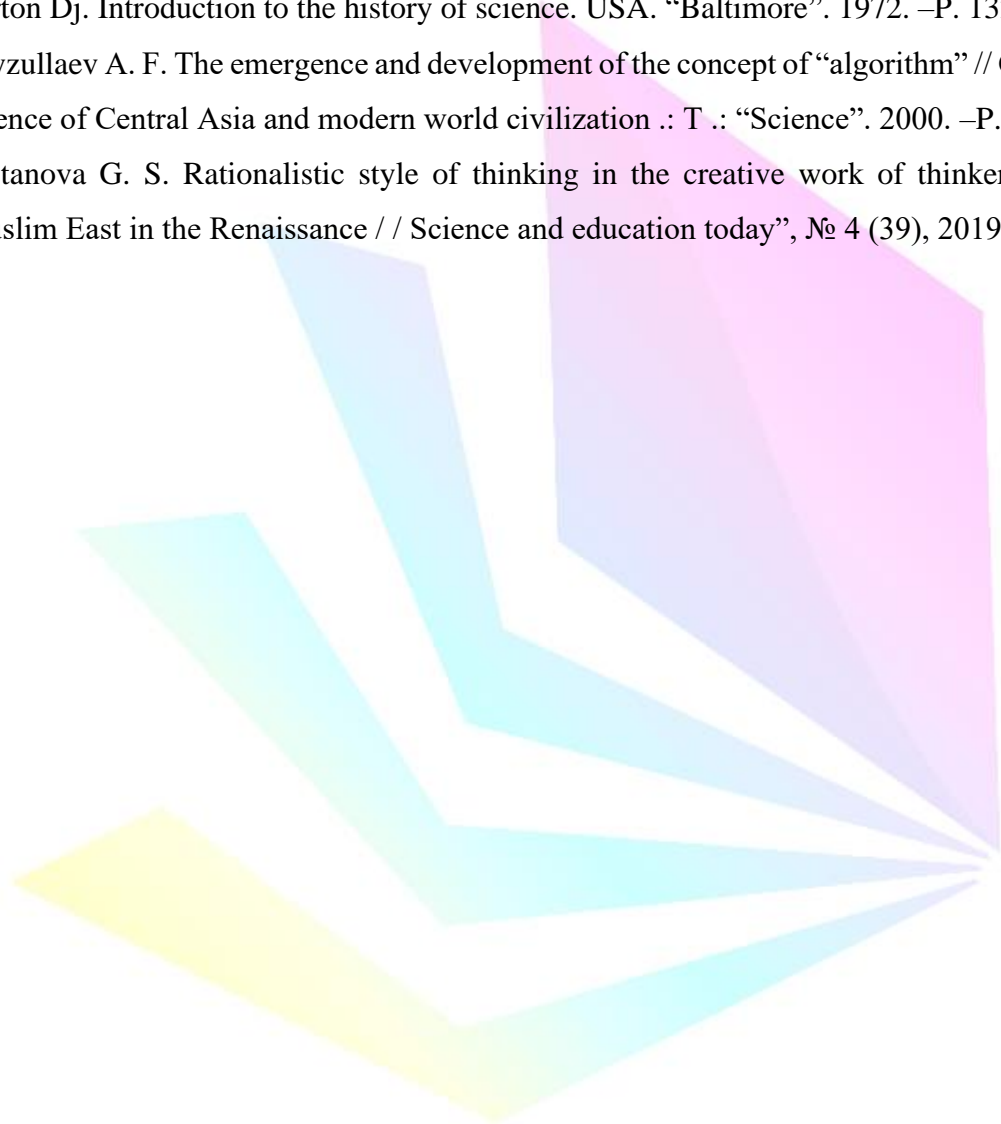 ton Dj. Introduction to the history of science. USA. “Baltimore”. 1972. –P. 13
yzullaev A. F. The emergence and development of the concept of “algorithm” //
ence of Central Asia and modern world civilization .: T .: “Science”. 2000. –P.
tanova G. S. Rationalistic style of thinking in the creative work of thinker
slim East in the Renaissance / / Science and education today”, № 4 (39), 2019